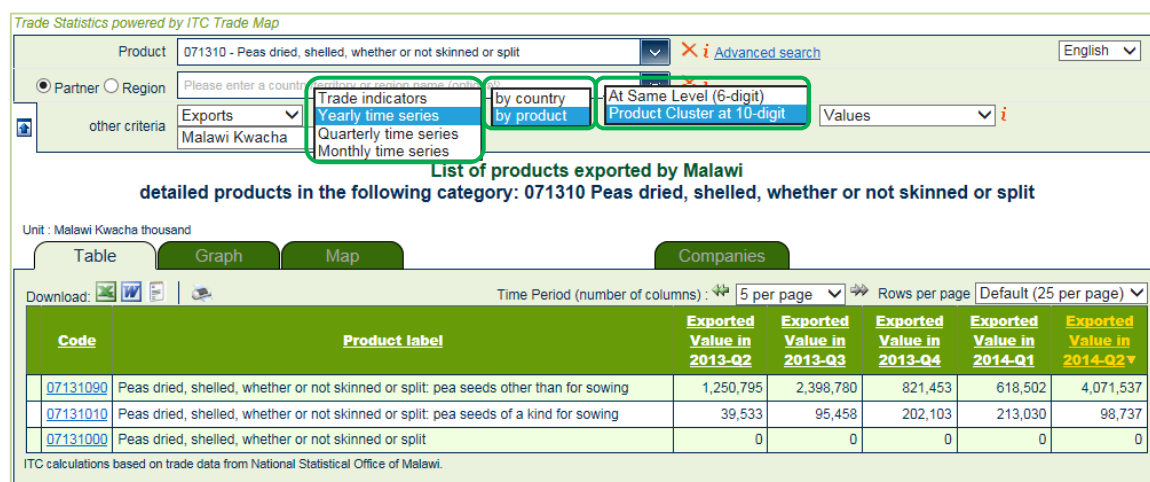 Trade Statistics powered by ITC Trade Map
Product 071310 - Peas dried, shelled, whether or not skinned or split Advanced search English
Partner Region Please enter a country, territory or region name (optional)
other criteria Exports Values
Malawi Kwacha
Trade indicators
Yearly time series
Quarterly time series
Monthly time series
by country
by product
At Same Level (6-digit)
Product Cluster at 10-digit
List of products exported by Malawi
detailed products in the following category: 071310 Peas dried, shelled, whether or not skinned or split
Unit : Malawi Kwacha thousand
Table Graph Map Companies
Download: Time Period (number of columns) : 5 per page Rows per page Default (25 per page)
Code Product label Exported Value in 2013-Q2 Exported Value in 2013-Q3 Exported Value in 2013-Q4 Exported Value in 2014-Q1 Exported Value in 2014-Q2▼
07131090 Peas dried, shelled, whether or not skinned or split: pea seeds other than for sowing 1,250,795 2,398,780 821,453 618,502 4,071,537
07131010 Peas dried, shelled, whether or not skinned or split: pea seeds of a kind for sowing 39,533 95,458 202,103 213,030 98,737
07131000 Peas dried, shelled, whether or not skinned or split 0 0 0 0 0
ITC calculations based on trade data from National Statistical Office of Malawi.